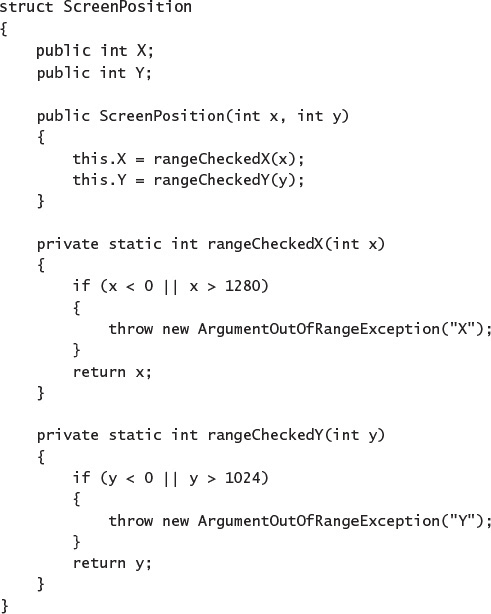 struct ScreenPosition
{
    public int X;
    public int Y;

    public ScreenPosition(int x, int y)
    {
        this.X = rangeCheckedX(x);
        this.Y = rangeCheckedY(y);
    }

    private static int rangeCheckedX(int x)
    {
        if (x < 0 || x > 1280)
        {
            throw new ArgumentOutOfRangeException("X");
        }
        return x;
    }

    private static int rangeCheckedY(int y)
    {
        if (y < 0 || y > 1024)
        {
            throw new ArgumentOutOfRangeException("Y");
        }
        return y;
    }
}